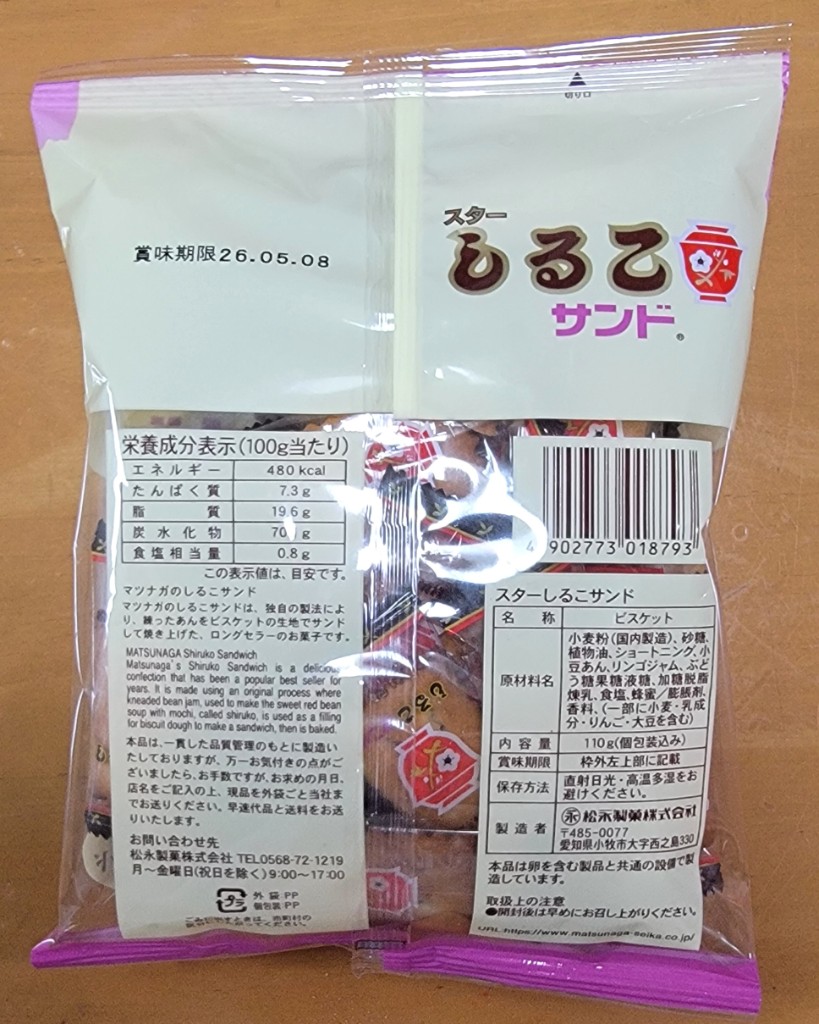 切り口
賞味期限26.05.08
スター
しるこ
サンド®
栄養成分表示(100g当たり)
エネルギー 480kcal
たんぱく質 7.3g
脂質 19.6g
炭水化物
食塩相当量 0.8g
この表示値は、目安です。
マツナガのしるこサンド
マツナガのしるこサンドは、独自の製法によ
り、練ったあんをビスケットの生地でサンド
して焼き上げた、ロングセラーのお菓子です。
MATSUNAGA Shiruko Sandwich
Matsunaga's Shiruko Sandwich is a delicious
confection that has been a popular best seller for
years. It is made using an original process where
kneaded bean jam, used to make the sweet red bean
soup with mochi, called shiruko, is used as a filling
for biscuit dough to make a sandwich, then is baked.
本品は、一貫した品質管理のもとに製造い
たしておりますが、万一お気付きの点がご
ざいましたら、お手数ですが、お求めの月日、
店名をご記入の上、現品を外袋ごと当社ま
でお送りください。早速代品と送料をお送
りいたします。
お問い合わせ先
松永製菓株式会社 TEL0568-72-1219
月〜金曜日(祝日を除く)9:00〜17:00
プラ
外袋:PP
個包装:PP
4 902773 018793
スターしるこサンド
名称 ビスケット
原材料名 小麦粉(国内製造)、砂糖、
植物油、ショートニング、小
豆あん、リンゴジャム、ぶど
う糖果糖液糖、加糖脱脂
煉乳、食塩、蜂蜜/膨脹剤、
香料、(一部に小麦・乳成
分・りんご・大豆を含む)
内容量 110g(個包装込み)
賞味期限 枠外左上部に記載
保存方法 直射日光・高温多湿をお
避けください。
製造者 永 松永製菓株式会社
〒485-0077
愛知県小牧市大字西之島330
本品は卵を含む製品と共通の設備で製
造しています。
取扱上の注意
●開封後は早めにお召し上がりください。
URL:https://www.matsunaga-seika.co.jp/
しるこ